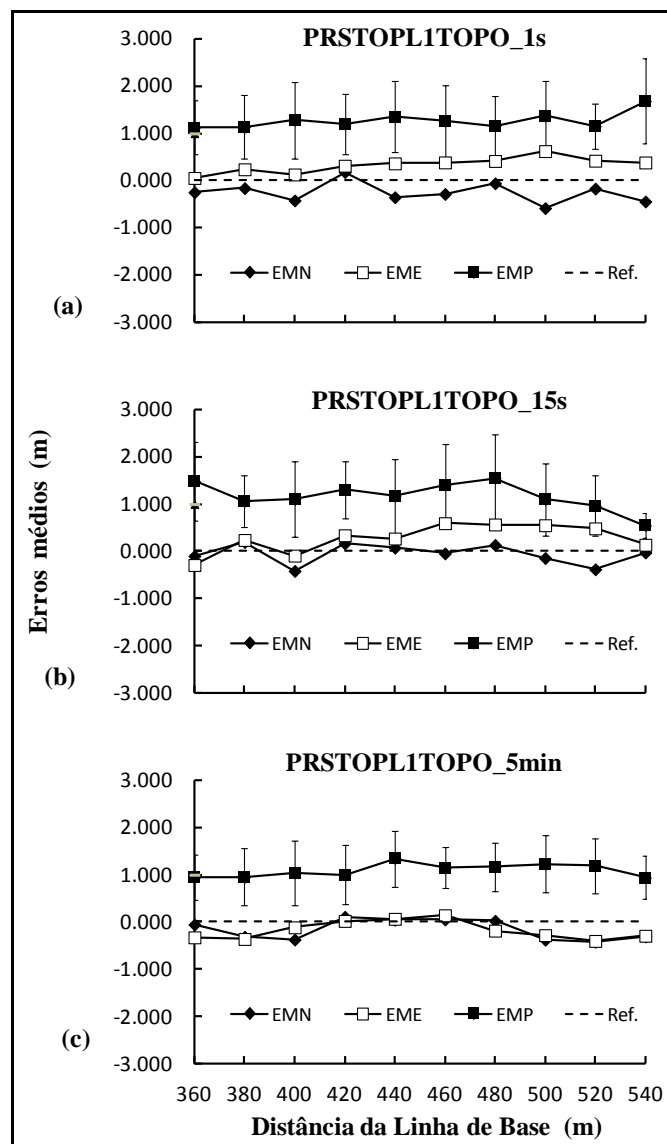 PRSTOPL1TOPO_1s
3.000
2.000
1.000
0.000
-1.000
-2.000
-3.000
EMN EME EMP Ref.
(a)
PRSTOPL1TOPO_15s
3.000
2.000
1.000
0.000
-1.000
-2.000
-3.000
EMN EME EMP Ref.
(b)
Erros médios (m)
PRSTOPL1TOPO_5min
3.000
2.000
1.000
0.000
-1.000
-2.000
-3.000
EMN EME EMP Ref.
(c)
360 380 400 420 440 460 480 500 520 540
Distância da Linha de Base (m)